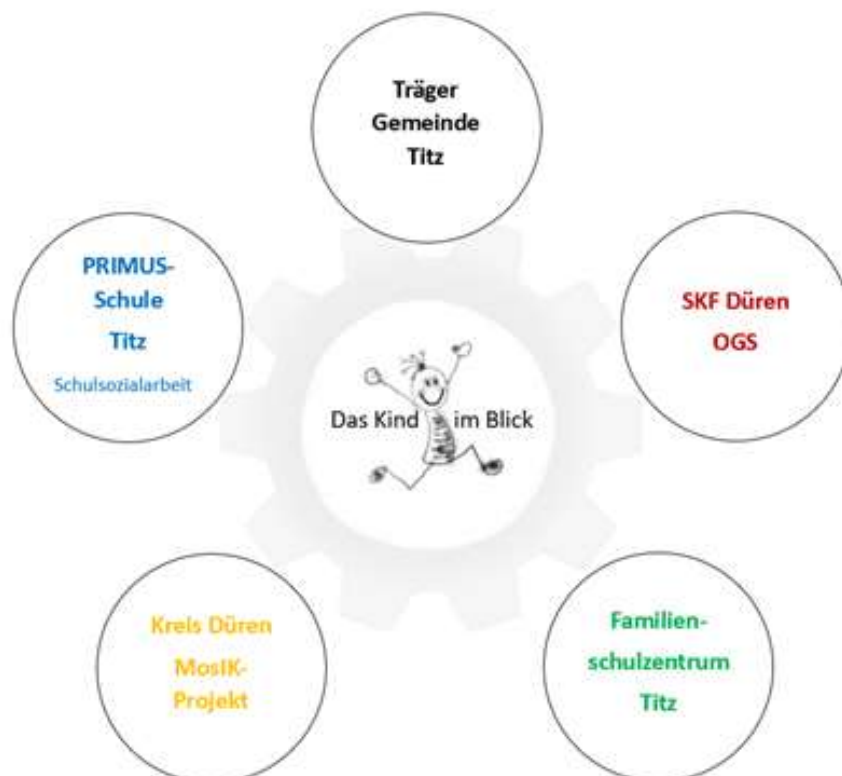 Träger
Gemeinde
Titz
PRIMUS-
Schule
Titz
Schulsozialarbeit
SKF Düren
OGS
Das Kind im Blick
Kreis Düren
MosIK-
Projekt
Familien-
schulzentrum
Titz